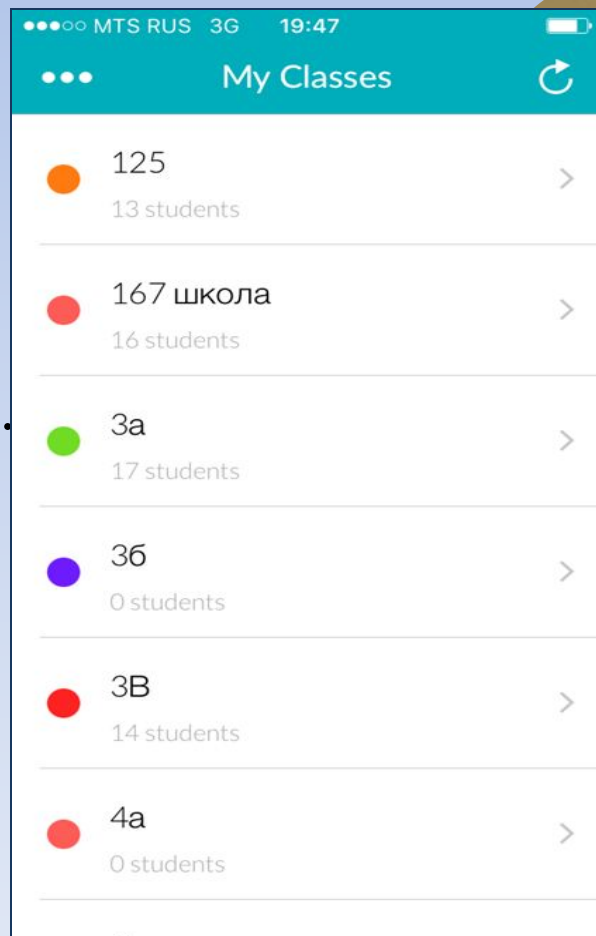 MTS RUS 3G 19:47
My Classes
125
13 students
167 школа
16 students
3а
17 students
3б
0 students
3В
14 students
4а
0 students